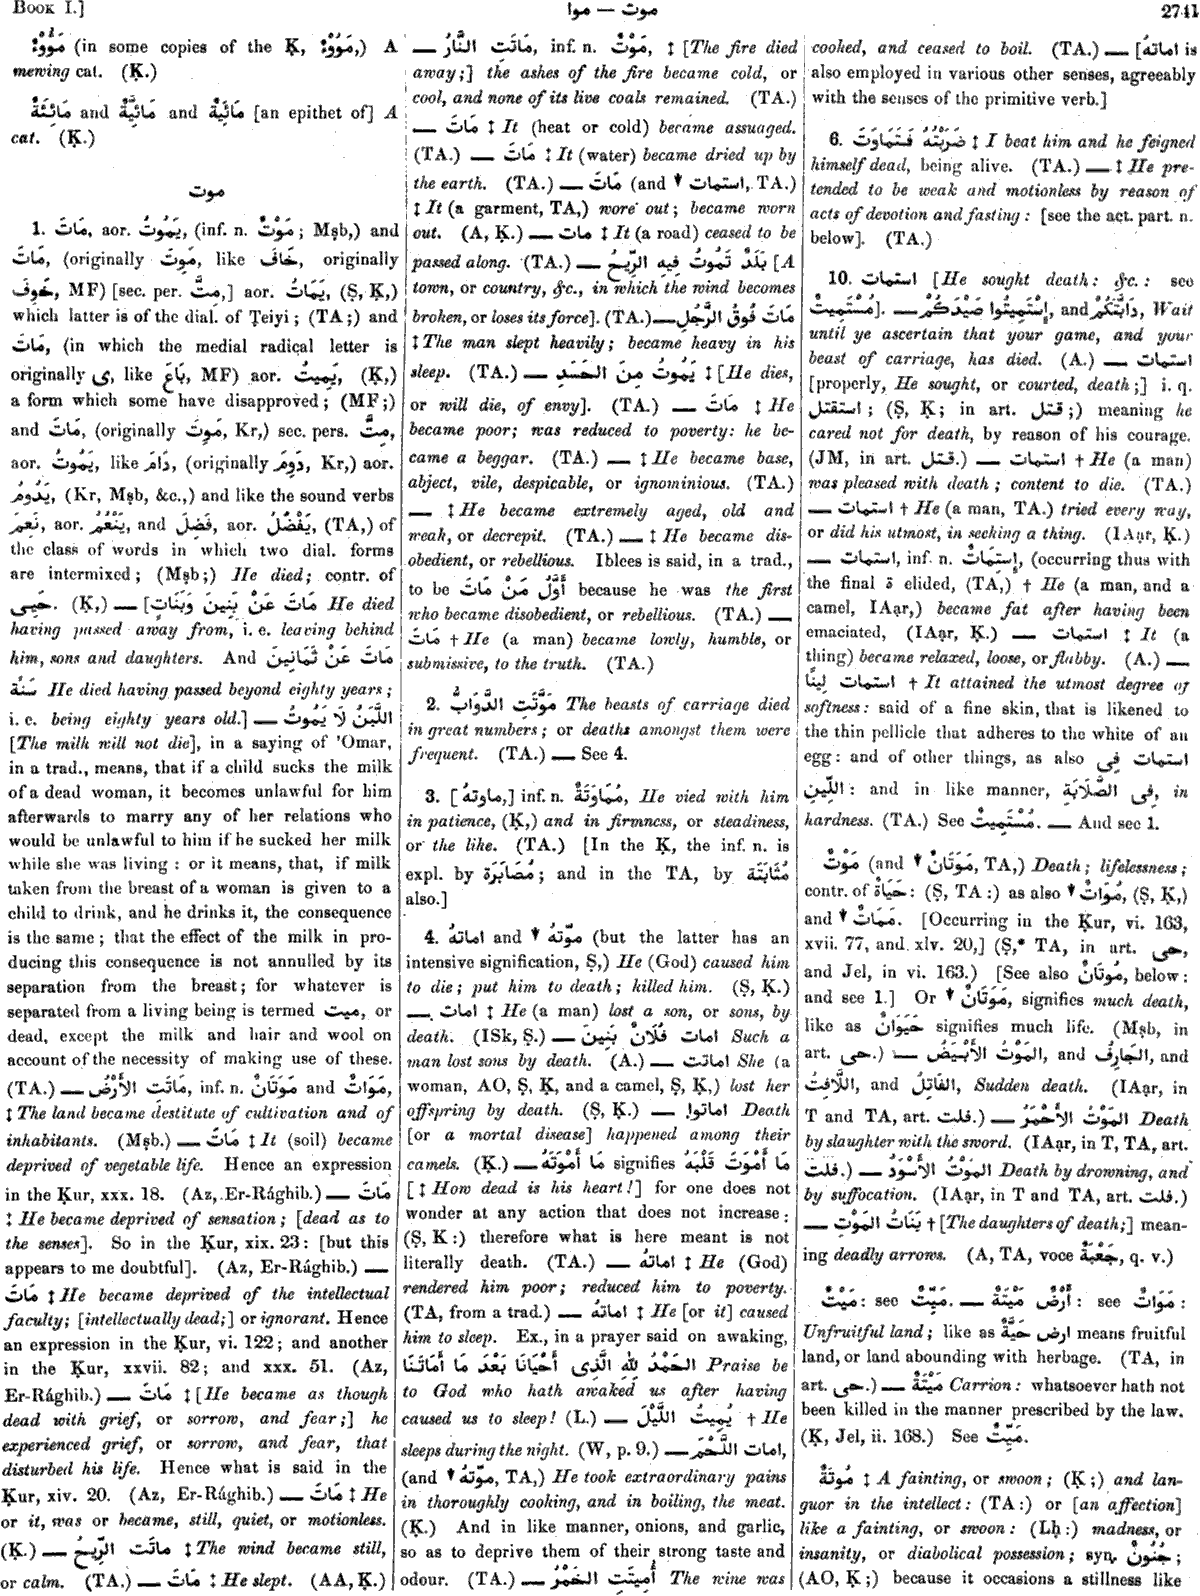 BOOK I.]
موت — موا
2741
مَؤُوْءٌ (in some copies of the Ḳ, مَوُوْءٌ,) A
mewing cat. (Ḳ.)
مَائِئَةٌ and مَائِيَّةٌ and مَائِيَةٌ [an epithet of] A
cat. (Ḳ.)
موت
1. مَاتَ, aor. يَمُوتُ, (inf. n. مَوْتٌ; Mṣb,) and
مَاتَ, (originally مَوِتَ, like خَافَ, originally
خَوِفَ, MF) [sec. per. مِتَّ,] aor. يَمَاتُ, (Ṣ, Ḳ,)
which latter is of the dial. of Ṭeiyi; (TA;) and
مَاتَ, (in which the medial radical letter is
originally ى, like بَاعَ, MF) aor. يَمِيتُ, (Ḳ,)
a form which some have disapproved; (MF;)
and مَاتَ, (originally مَوِتَ, Kr,) sec. pers. مِتَّ,
aor. يَمُوتُ, like دَامَ, (originally دَوِمَ, Kr,) aor.
يَدُومُ, (Kr, Mṣb, &c.,) and like the sound verbs
نَعِمَ, aor. يَنْعُمُ, and فَضِلَ, aor. يَفْضُلُ, (TA,) of
the class of words in which two dial. forms
are intermixed; (Mṣb;) He died; contr. of
حَيِىَ. (Ḳ,) — [مَاتَ عَنْ بَنِينَ وَبَنَاتٍ He died
having passed away from, i. e. leaving behind
him, sons and daughters. And مَاتَ عَنْ ثَمَانِينَ
سَنَةً He died having passed beyond eighty years;
i. e. being eighty years old.] — اللَّبَنُ لَا يَمُوتُ
[The milk will not die], in a saying of 'Omar,
in a trad., means, that if a child sucks the milk
of a dead woman, it becomes unlawful for him
afterwards to marry any of her relations who
would be unlawful to him if he sucked her milk
while she was living: or it means, that, if milk
taken from the breast of a woman is given to a
child to drink, and he drinks it, the consequence
is the same; that the effect of the milk in pro-
ducing this consequence is not annulled by its
separation from the breast; for whatever is
separated from a living being is termed ميت, or
dead, except the milk and hair and wool on
account of the necessity of making use of these.
(TA.) — مَاتَتِ الأَرْضُ, inf. n. مَوَتَانٌ and مَوَاتٌ,
‡ The land became destitute of cultivation and of
inhabitants. (Mṣb.) — مَاتَ ‡ It (soil) became
deprived of vegetable life. Hence an expression
in the Ḳur, xxx. 18. (Az, Er-Rághib.) — مَاتَ
‡ He became deprived of sensation; [dead as to
the senses]. So in the Ḳur, xix. 23: [but this
appears to me doubtful]. (Az, Er-Rághib.) —
مَاتَ ‡ He became deprived of the intellectual
faculty; [intellectually dead;] or ignorant. Hence
an expression in the Ḳur, vi. 122; and another
in the Ḳur, xxvii. 82; and xxx. 51. (Az,
Er-Rághib.) — مَاتَ ‡ [He became as though
dead with grief, or sorrow, and fear;] he
experienced grief, or sorrow, and fear, that
disturbed his life. Hence what is said in the
Ḳur, xiv. 20. (Az, Er-Rághib.) — مَاتَ ‡ He
or it, was or became, still, quiet, or motionless.
(Ḳ.) — مَاتَتِ الرِّيحُ ‡ The wind became still,
or calm. (TA.) — مَاتَ ‡ He slept. (AA, Ḳ.)
— مَاتَتِ النَّارُ, inf. n. مَوْتٌ, ‡ [The fire died
away;] the ashes of the fire became cold, or
cool, and none of its live coals remained. (TA.)
— مَاتَ ‡ It (heat or cold) became assuaged.
(TA.) — مَاتَ ‡ It (water) became dried up by
the earth. (TA.) — مَاتَ (and ▼ استمات, TA.)
‡ It (a garment, TA,) wore out; became worn
out. (A, Ḳ.) — مات ‡ It (a road) ceased to be
passed along. (TA.) — بَلَدٌ تَمُوتُ فِيهِ الرِّيحُ [A
town, or country, &c., in which the wind becomes
broken, or loses its force]. (TA.) — مَاتَ فَوْقَ الرَّحْلِ
‡ The man slept heavily; became heavy in his
sleep. (TA.) — يَمُوتُ مِنَ الحَسَدِ ‡ [He dies,
or will die, of envy]. (TA.) — مَاتَ ‡ He
became poor; was reduced to poverty: he be-
came a beggar. (TA.) — ‡ He became base,
abject, vile, despicable, or ignominious. (TA.)
— ‡ He became extremely aged, old and
weak, or decrepit. (TA.) — ‡ He became dis-
obedient, or rebellious. Iblees is said, in a trad.,
to be أَوَّلُ مَنْ مَاتَ because he was the first
who became disobedient, or rebellious. (TA.) —
مَاتَ † He (a man) became lowly, humble, or
submissive, to the truth. (TA.)
2. مَوَّتَتِ الدَّوَابُّ The beasts of carriage died
in great numbers; or deaths amongst them were
frequent. (TA.) — See 4.
3. [ماوتهُ,] inf. n. مُمَاوَتَةٌ, He vied with him
in patience, (Ḳ,) and in firmness, or steadiness,
or the like. (TA.) [In the Ḳ, the inf. n. is
expl. by مُصَابَرَة; and in the TA, by مُثَابَتَة
also.]
4. اماتهُ and ▼ موّتهُ (but the latter has an
intensive signification, Ṣ,) He (God) caused him
to die; put him to death; killed him. (Ṣ, Ḳ.)
— امات ‡ He (a man) lost a son, or sons, by
death. (ISk, Ṣ.) — امات فُلَانٌ بَنِينَ Such a
man lost sons by death. (A.) — اماتت She (a
woman, AO, Ṣ, Ḳ, and a camel, Ṣ, Ḳ,) lost her
offspring by death. (Ṣ, Ḳ.) — اماتوا Death
[or a mortal disease] happened among their
camels. (Ḳ.) — مَا أَمْوَتَهُ signifies مَا أَمْوَتَ قَلْبَهُ
[‡ How dead is his heart!] for one does not
wonder at any action that does not increase:
(Ṣ, Ḳ:) therefore what is here meant is not
literally death. (TA.) — اماتهُ ‡ He (God)
rendered him poor; reduced him to poverty.
(TA, from a trad.) — اماتهُ ‡ He [or it] caused
him to sleep. Ex., in a prayer said on awaking,
الحَمْدُ لِلّٰهِ الَّذِى أَحْيَانَا بَعْدَ مَا أَمَاتَنَا Praise be
to God who hath awaked us after having
caused us to sleep! (L.) — يُمِيتُ اللَّيْلَ † He
sleeps during the night. (W, p. 9.) — امات اللَّحْمَ,
(and ▼ موّتهُ, TA,) He took extraordinary pains
in thoroughly cooking, and in boiling, the meat.
(Ḳ.) And in like manner, onions, and garlic,
so as to deprive them of their strong taste and
odour. (TA.) — أُمِيتَتِ الخَمْرُ The wine was
cooked, and ceased to boil. (TA.) — [اماتهُ is
also employed in various other senses, agreeably
with the senses of the primitive verb.]
6. ضَرَبْتُهُ فَتَمَاوَتَ ‡ I beat him and he feigned
himself dead, being alive. (TA.) — ‡ He pre-
tended to be weak and motionless by reason of
acts of devotion and fasting: [see the act. part. n.
below]. (TA.)
10. استمات [He sought death: &c.: see
مُسْتَمِيتٌ]. — إِسْتَمِيتُوا صَيْدَكُمْ, and دَابَّتَكُمْ, Wait
until ye ascertain that your game, and your
beast of carriage, has died. (A.) — استمات
[properly, He sought, or courted, death;] i. q.
استقتل; (Ṣ, Ḳ; in art. قتل;) meaning he
cared not for death, by reason of his courage.
(JM, in art. قتل.) — استمات † He (a man)
was pleased with death; content to die. (TA.)
— استمات † He (a man, TA.) tried every way,
or did his utmost, in seeking a thing. (IAạr, Ḳ.)
— استمات, inf. n. إِسْتِمَاتٌ, (occurring thus with
the final ة elided, (TA,) † He (a man, and a
camel, IAạr,) became fat after having been
emaciated, (IAạr, Ḳ.) — استمات ‡ It (a
thing) became relaxed, loose, or flabby. (A.) —
استمات لِينًا † It attained the utmost degree of
softness: said of a fine skin, that is likened to
the thin pellicle that adheres to the white of an
egg: and of other things, as also استمات فِى
اللِّينِ: and in like manner, فِى الصَّلَابَةِ, in
hardness. (TA.) See مُسْتَمِيتٌ. — And see 1.
مَوْتٌ (and ▼ مَوَتَانٌ, TA,) Death; lifelessness;
contr. of حَيَاةٌ: (Ṣ, TA:) as also ▼ مُوَاتٌ, (Ṣ, Ḳ,)
and ▼ مَمَاتٌ. [Occurring in the Ḳur, vi. 163,
xvii. 77, and xlv. 20,] (Ṣ,* TA, in art. حى,
and Jel, in vi. 163.) [See also مُوتَانٌ, below:
and see 1.] Or ▼ مَوَتَانٌ, signifies much death,
like as حَيَوَانٌ signifies much life. (Mṣb, in
art. حى.) — المَوْتُ الأَبْيَضُ, and الجَارِفُ, and
اللَّافِتُ, and الفَاتِلُ, Sudden death. (IAạr, in
T and TA, art. فلت.) — المَوْتُ الأَحْمَرُ Death
by slaughter with the sword. (IAạr, in T, TA, art.
فلت.) — المَوْتُ الأَسْوَدُ Death by drowning, and
by suffocation. (IAạr, in T and TA, art. فلت.)
— بَنَاتُ المَوْتِ † [The daughters of death;] mean-
ing deadly arrows. (A, TA, voce جَعْبَةٌ, q. v.)
مَيْتٌ: see مَيِّتٌ. — أَرْضٌ مَيْتَةٌ: see مَوَاتٌ:
Unfruitful land; like as ارض حَيَّةٌ means fruitful
land, or land abounding with herbage. (TA, in
art. حى.) — مَيْتَةٌ Carrion: whatsoever hath not
been killed in the manner prescribed by the law.
(Ḳ, Jel, ii. 168.) See مَيِّتٌ.
مُوتَةٌ ‡ A fainting, or swoon; (Ḳ;) and lan-
guor in the intellect: (TA:) or [an affection]
like a fainting, or swoon: (Lḥ:) madness, or
insanity, or diabolical possession; syn. جُنُونٌ;
(AO, Ḳ;) because it occasions a stillness like